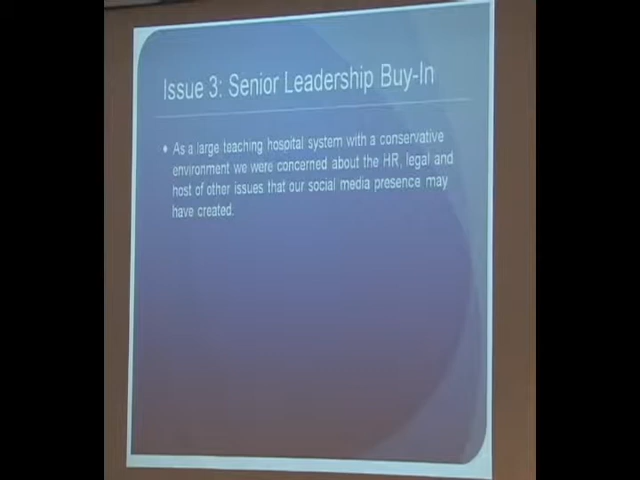 Issue 3: Senior Leadership Buy-In
As a large teaching hospital system with a conservative
environment we were concerned about the HR, legal and
host of other issues that our social media presence may
have created.